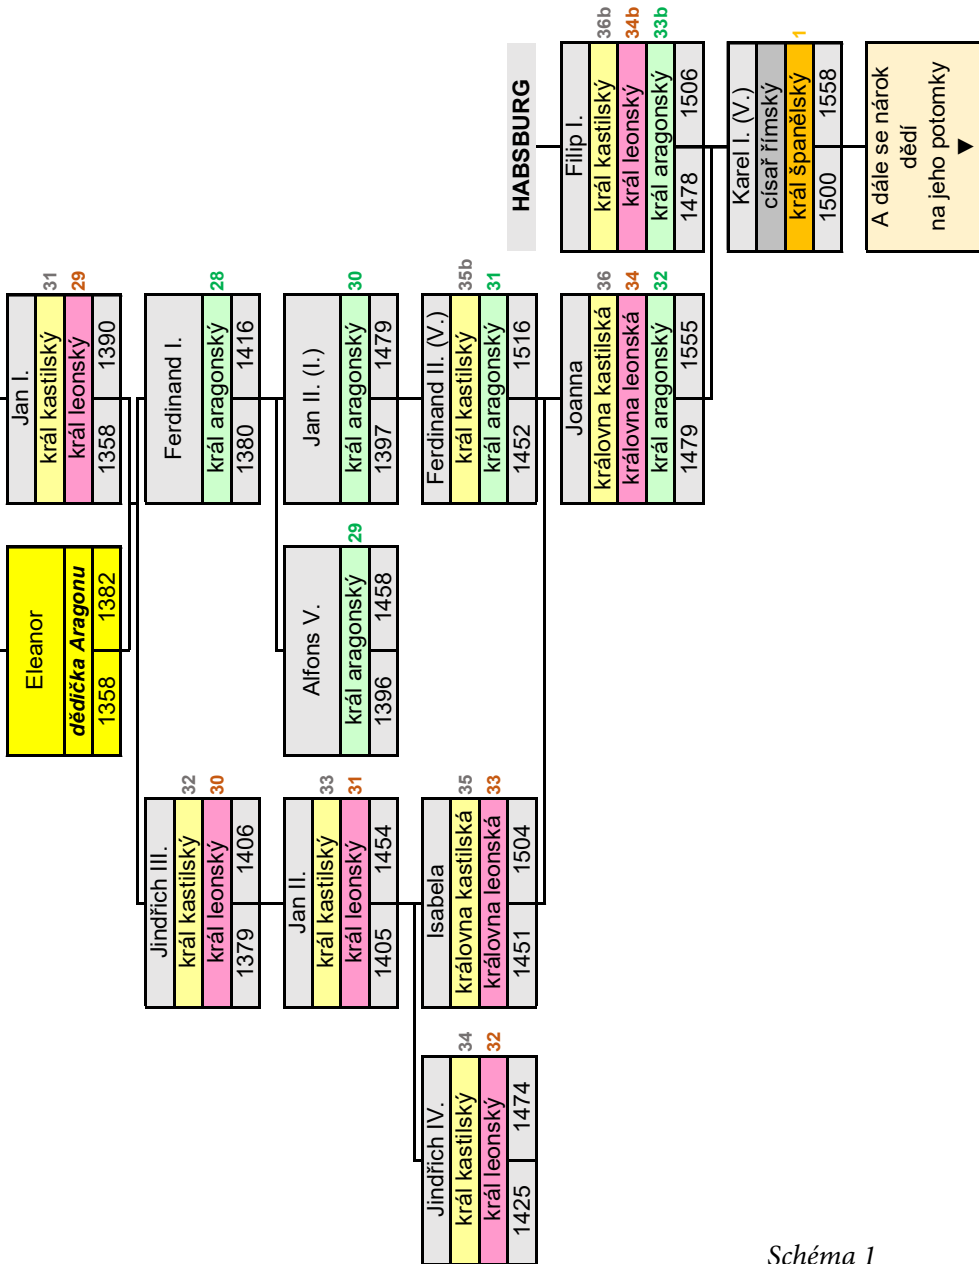 Eleanor
dědička Aragonu
1358 1382
Jan I.
král kastilský 31
král leonský 29
1358 1390
Jindřich III.
král kastilský 32
král leonský 30
1379 1406
Ferdinand I.
král aragonský 28
1380 1416
Jan II.
král kastilský 33
král leonský 31
1405 1454
Alfons V.
král aragonský 29
1396 1458
Jan II. (I.)
král aragonský 30
1397 1479
Jindřich IV.
král kastilský 34
král leonský 32
1425 1474
Isabela
královna kastilská 35
královna leonská 33
1451 1504
Ferdinand II. (V.)
král kastilský 35b
král aragonský 31
1452 1516
HABSBURG
Joanna
královna kastilská 36
královna leonská 34
král aragonský 32
1479 1555
Filip I.
král kastilský 36b
král leonský 34b
král aragonský 33b
1478 1506
Karel I. (V.)
císař římský
král španělský 1
1500 1558
A dále se nárok
dědí
na jeho potomky
▼
Schéma 1